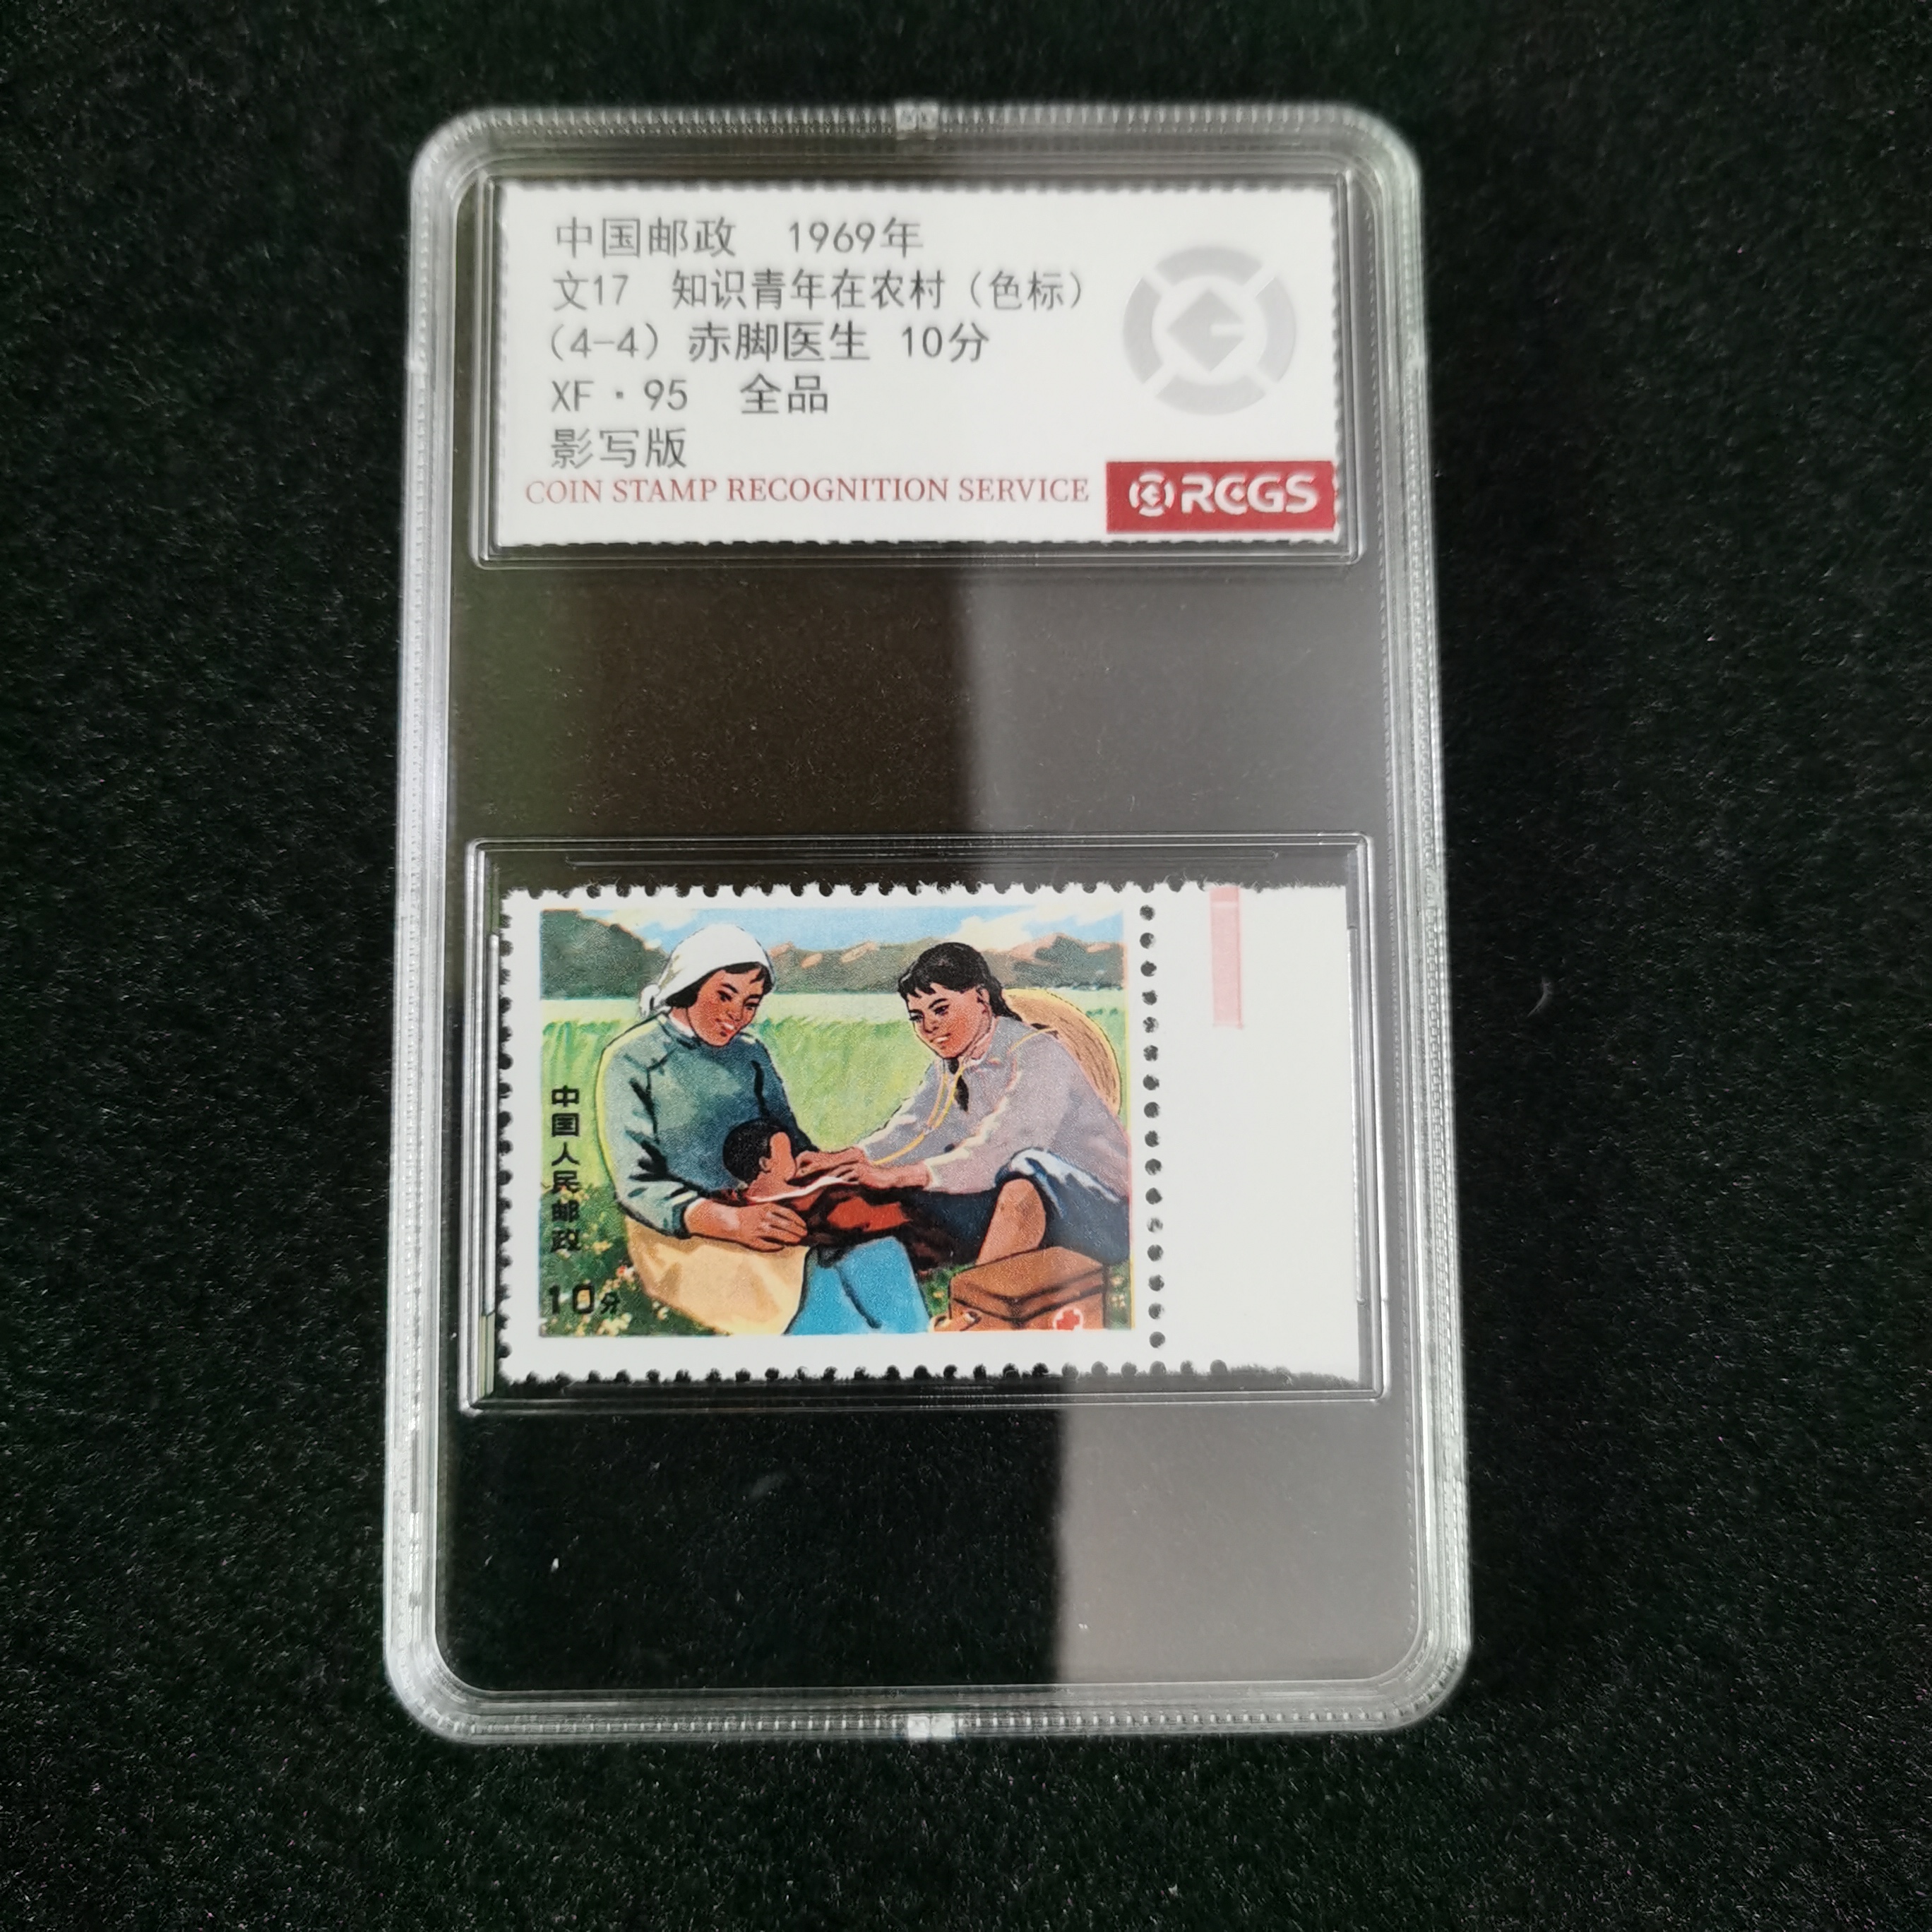 中国邮政 1969年
文17 知识青年在农村（色标）
（4-4）赤脚医生 10分
XF·95 全品
影写版
COIN STAMP RECOGNITION SERVICE
RCGS
中国人民邮政
10分